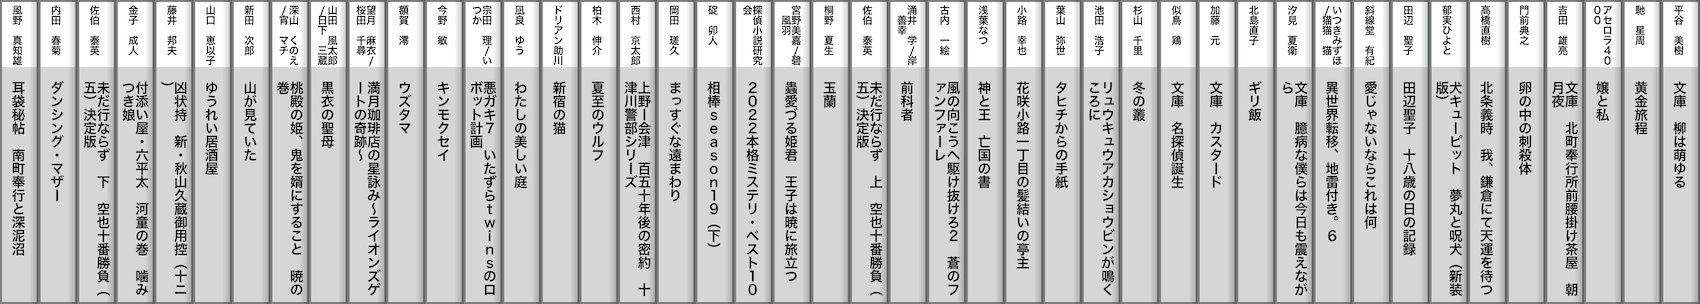 平谷　美樹
文庫　柳は萌ゆる
馳　星周
黄金旅程
アセロラ４０
００
嬢と私
吉田　雄亮
文庫　北町奉行所前腰掛け茶屋　朝
月夜
門前典之
卵の中の刺殺体
高橋直樹
北条義時　我、鎌倉にて天運を待つ
郁実ひよと
犬キューピット　夢丸と呪犬（新装
版）
田辺　聖子
田辺聖子　十八歳の日の記録
斜線堂　有紀
愛じゃないならこれは何
いつきみずほ
/猫猫　猫
異世界転移、地雷付き。６
汐見　夏衛
文庫　臆病な僕らは今日も震えなが
ら
北島直子
ギリ飯
加藤　元
文庫　カスタード
似鳥　鶏
文庫　名探偵誕生
杉山　千里
冬の叢
池田　浩子
リュウキュウアカショウビンが鳴く
ころに
葉山　弥世
タヒチからの手紙
小路　幸也
花咲小路一丁目の髪結いの亭主
浅葉なつ
神と王　亡国の書
古内　一絵
風の向こうへ駆け抜けろ２　蒼のフ
ァンファーレ
涌井　学/岸
善幸
前科者
佐伯　泰英
未だ行ならず　上　空也十番勝負（
五）決定版
桐野　夏生
玉蘭
宮野美嘉/碧
風羽
蟲愛づる姫君　王子は暁に旅立つ
探偵小説研究
会
２０２２本格ミステリ・ベスト１０
碇　卯人
相棒ｓｅａｓｏｎ１９（下）
岡田　瑳久
まっすぐな遠まわり
西村　京太郎
上野―会津　百五十年後の密約　十
津川警部シリーズ
柏木　伸介
夏至のウルフ
ドリアン助川
新宿の猫
凪良　ゆう
わたしの美しい庭
宗田　理/い
つか
悪ガキ７　いたずらｔｗｉｎｓのロ
ボット計画
山田　風太郎
/日下　三蔵
黒衣の聖母
深山　くのえ
/宵　マチ
桃殿の姫、鬼を婿にすること　暁の
巻
望月　麻衣/
桜田　千尋
満月珈琲店の星詠み～ライオンズゲ
ートの奇跡～
額賀　澪
ウズタマ
今野　敏
キンモクセイ
新田　次郎
山が見ていた
山口　恵以子
ゆうれい居酒屋
藤井　邦夫
凶状持　新・秋山久蔵御用控（十二
）
金子　成人
付添い屋・六平太　河童の巻　噛み
つき娘
佐伯　泰英
未だ行ならず　下　空也十番勝負（
五）決定版
内田　春菊
ダンシング・マザー
風野　真知雄
耳袋秘帖　南町奉行と深泥沼